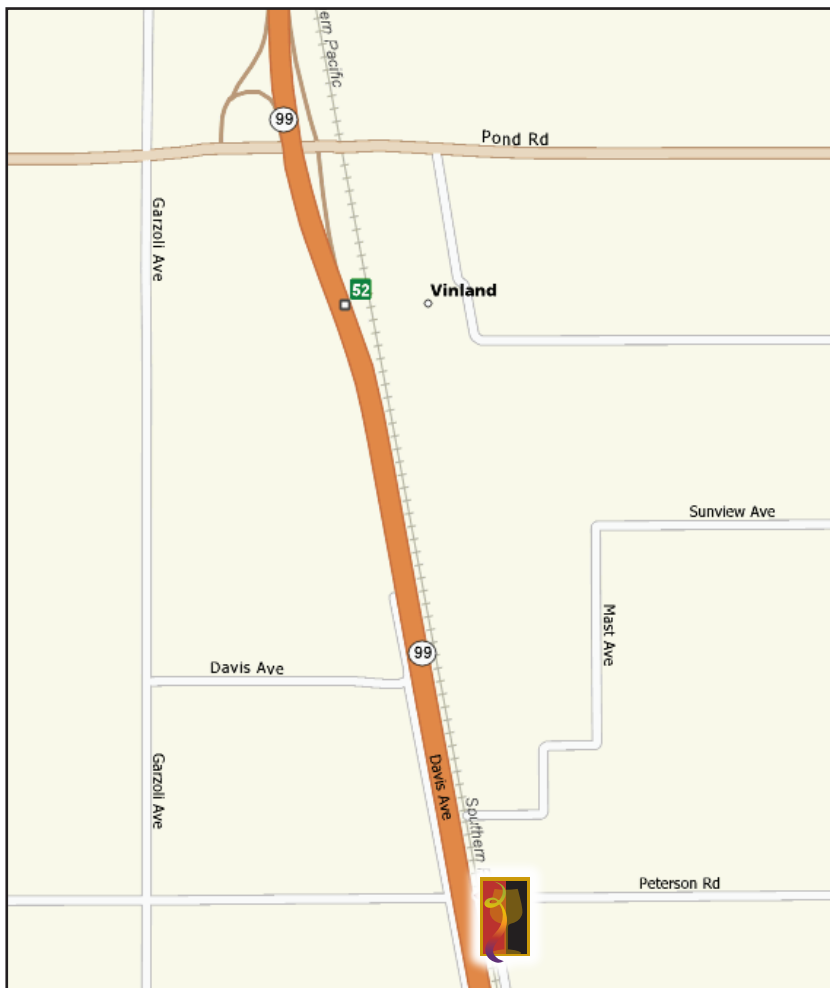 ern Pacific
99
Pond Rd
Garzoli Ave
52
Vinland
Sunview Ave
Mast Ave
99
Davis Ave
Garzoli Ave
Davis Ave
Southern
Peterson Rd